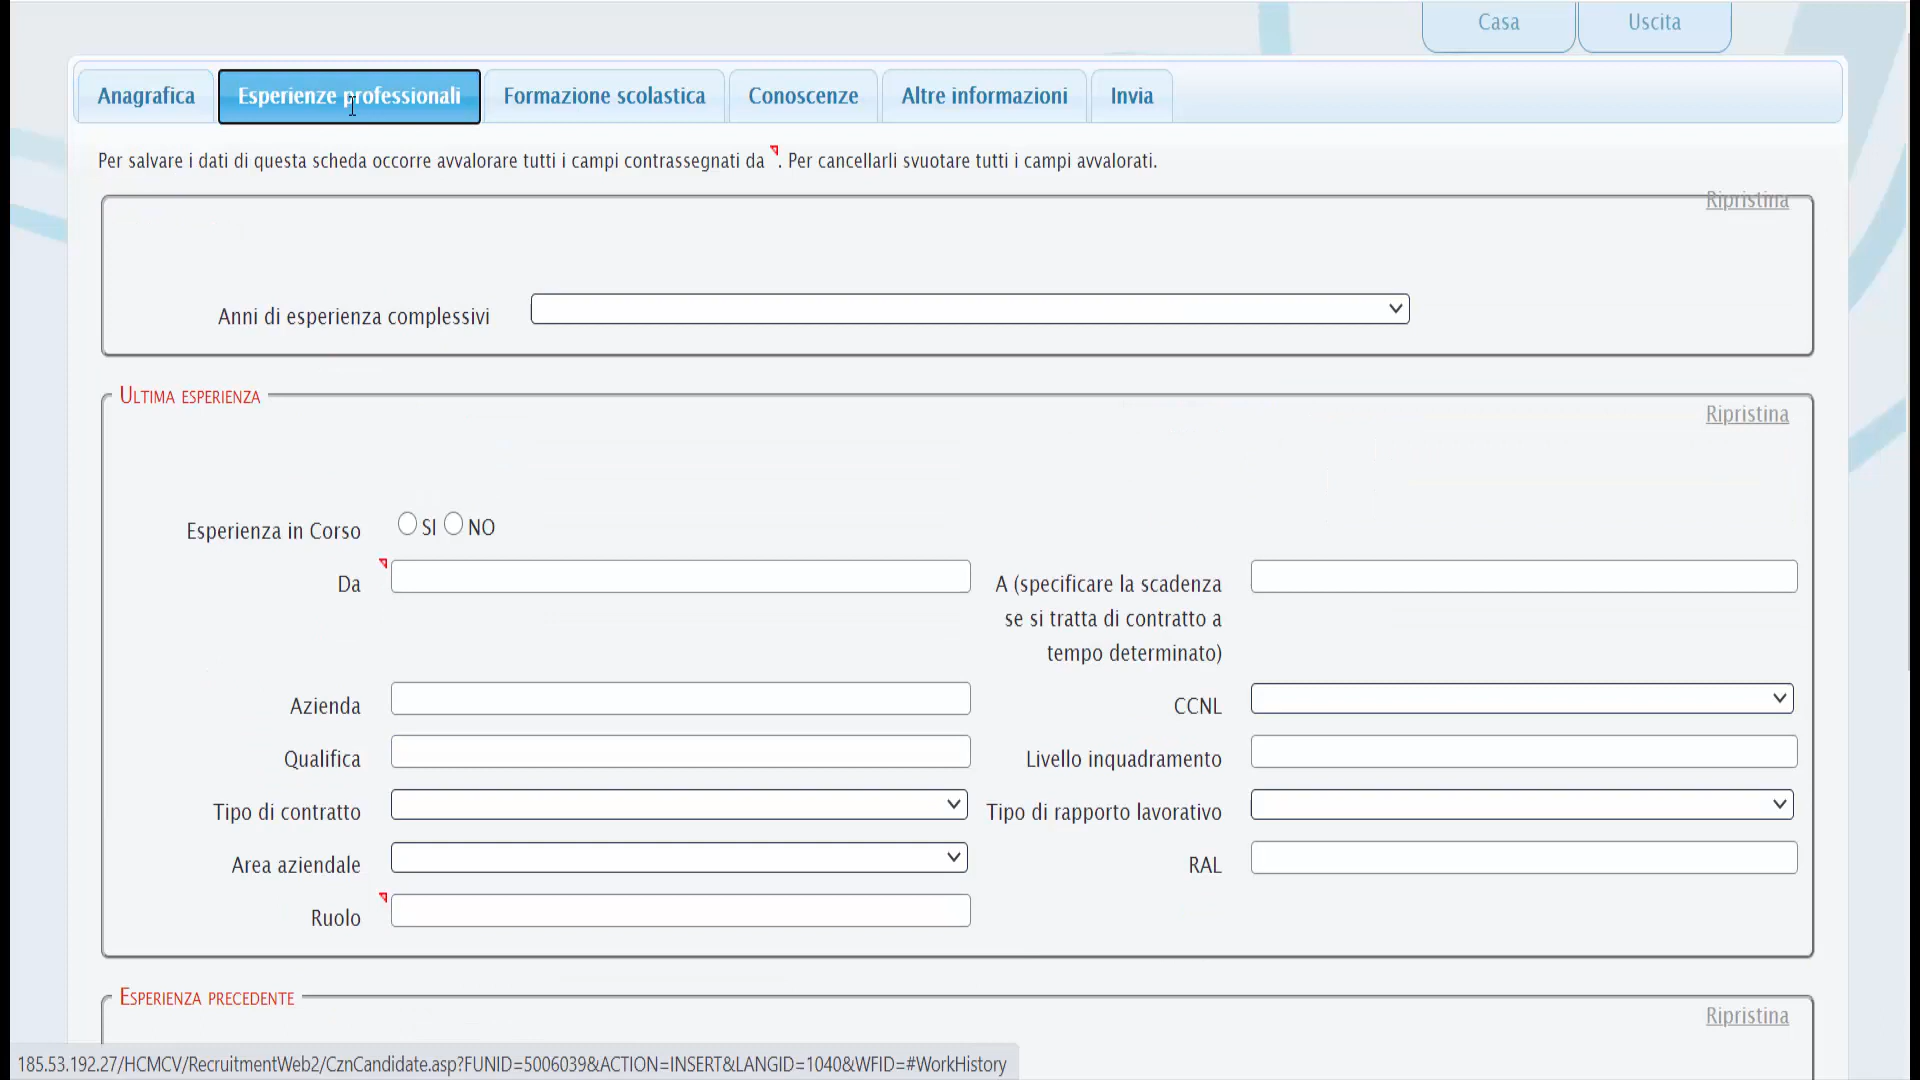 Casa
Uscita
Anagrafica
Esperienze professionali
Formazione scolastica
Conoscenze
Altre informazioni
Invia
Per salvare i dati di questa scheda occorre avvalorare tutti i campi contrassegnati da . Per cancellarli svuotare tutti i campi avvalorati.
Ripristina
Anni di esperienza complessivi
ULTIMA ESPERIENZA
Ripristina
Esperienza in Corso
SI
NO
Da
A (specificare la scadenza
se si tratta di contratto a
tempo determinato)
Azienda
CCNL
Qualifica
Livello inquadramento
Tipo di contratto
Tipo di rapporto lavorativo
Area aziendale
RAL
Ruolo
ESPERIENZA PRECEDENTE
Ripristina
185.53.192.27/HCMCV/RecruitmentWeb2/CznCandidate.asp?FUNID=5006039&ACTION=INSERT&LANGID=1040&WFID=#WorkHistory